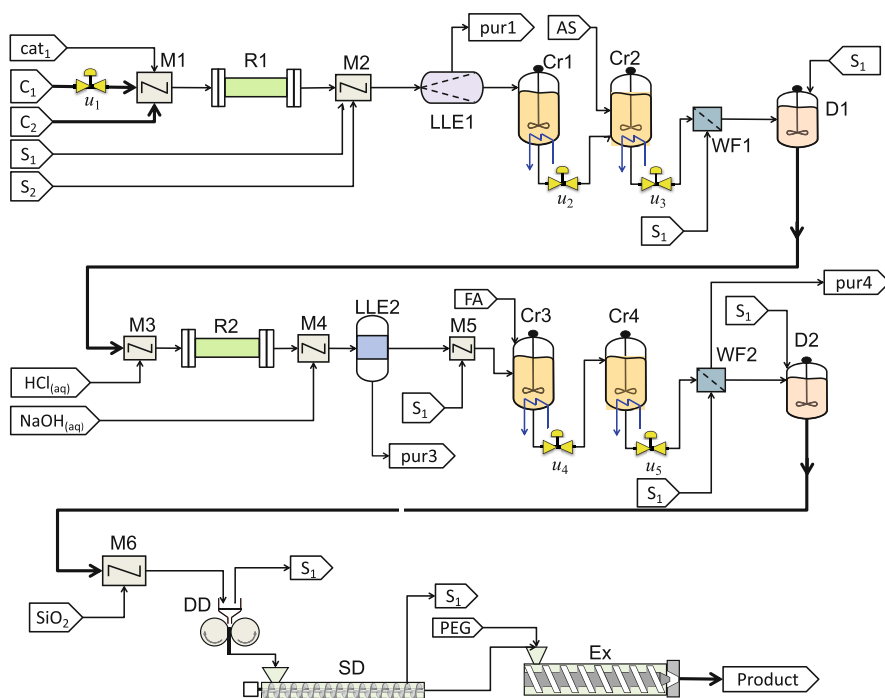 cat₁
C₁
u₁
C₂
S₁
S₂
M1
R1
M2
pur1
LLE1
Cr1
AS
Cr2
u₂
u₃
WF1
S₁
S₁
D1
M3
R2
M4
LLE2
HCl(aq)
NaOH(aq)
pur3
M5
S₁
FA
Cr3
Cr4
u₄
u₅
WF2
S₁
pur4
S₁
D2
M6
SiO₂
DD
S₁
SD
S₁
PEG
Ex
Product